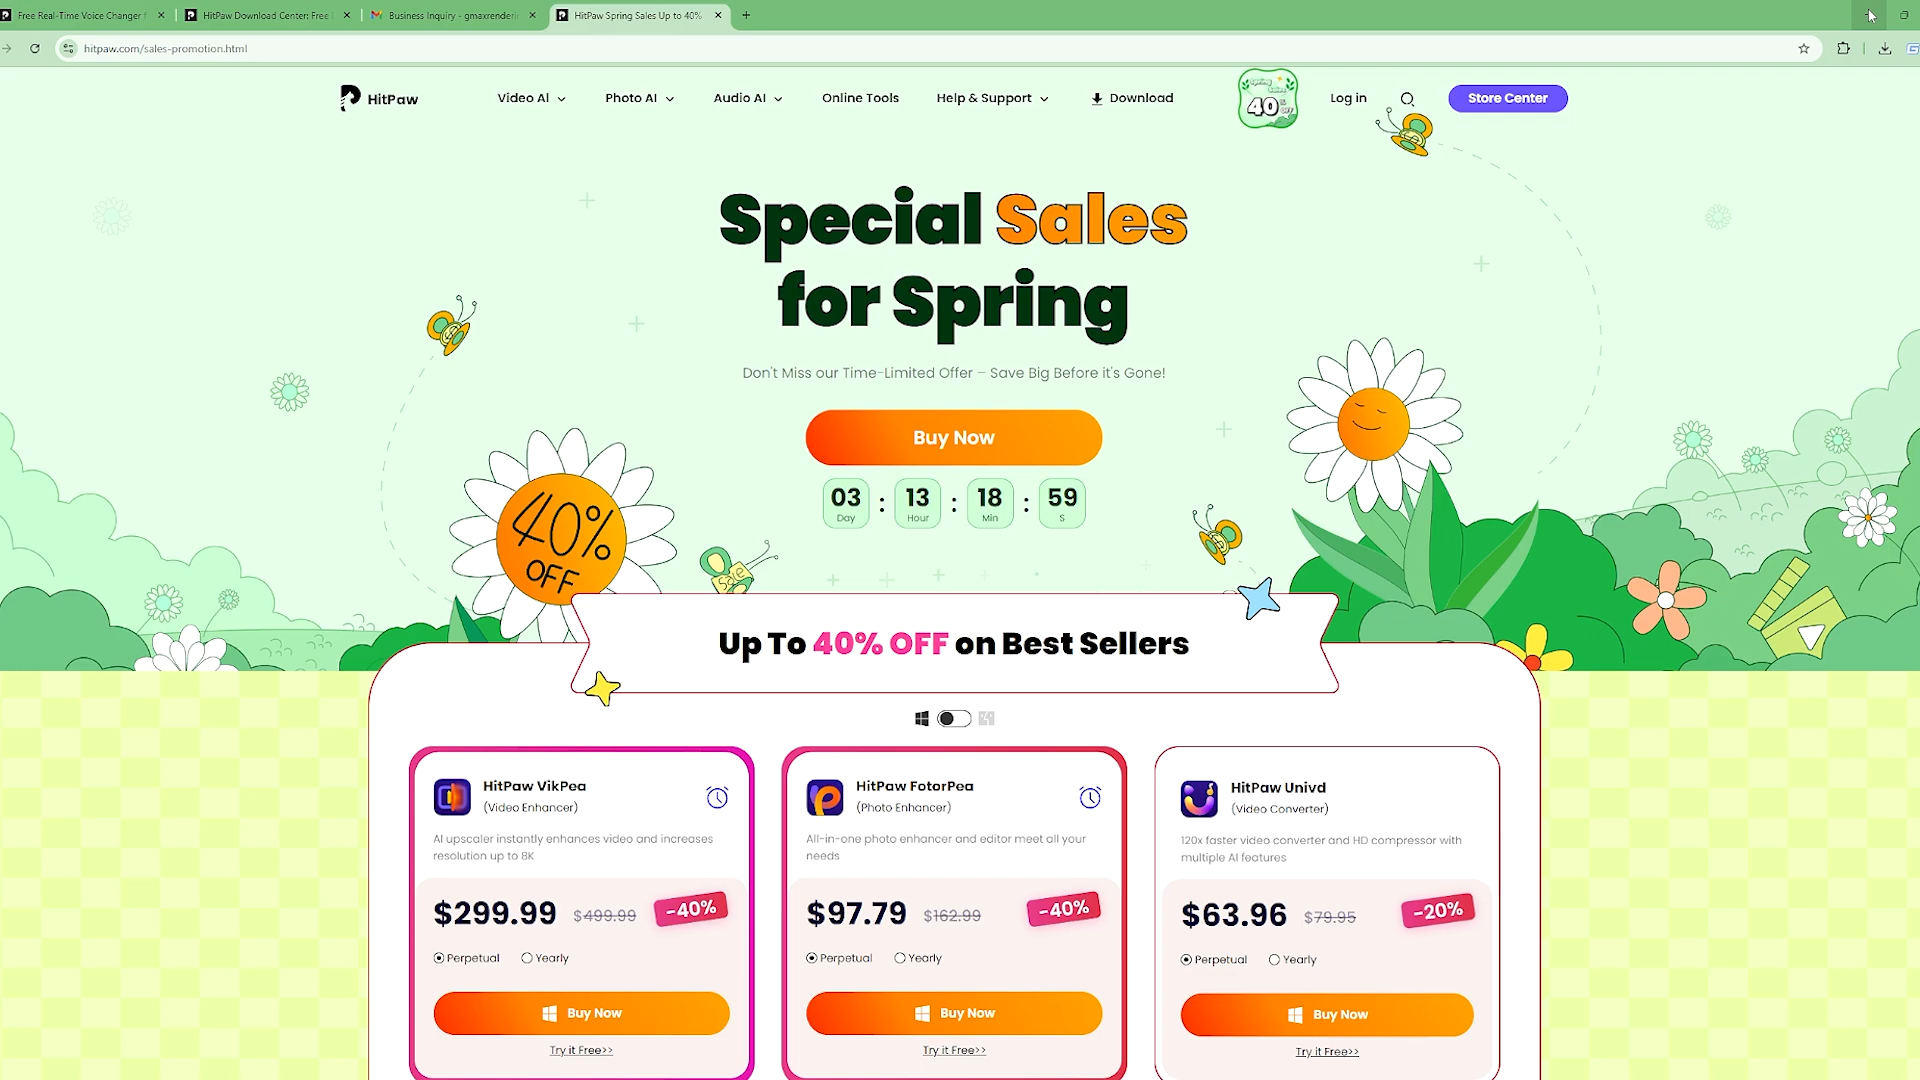 Free Real-Time Voice Changer f
HitPaw Download Center: Free
Business Inquiry - gmaxrenderin
HitPaw Spring Sales Up to 40%
hitpaw.com/sales-promotion.html
HitPaw
Video AI
Photo AI
Audio AI
Online Tools
Help & Support
Download
Spring
Sales
40% OFF
Log in
Store Center
Special Sales
for Spring
Don't Miss our Time-Limited Offer – Save Big Before it's Gone!
Buy Now
03 : 13 : 18 : 59
Day Hour Min S
40%
OFF
Sale
Up To 40% OFF on Best Sellers
HitPaw VikPea
(Video Enhancer)
AI upscaler instantly enhances video and increases
resolution up to 8K
$299.99 $499.99 -40%
Perpetual Yearly
Buy Now
Try it Free>>
HitPaw FotorPea
(Photo Enhancer)
All-in-one photo enhancer and editor meet all your
needs
$97.79 $162.99 -40%
Perpetual Yearly
Buy Now
Try it Free>>
HitPaw Univd
(Video Converter)
120x faster video converter and HD compressor with
multiple AI features
$63.96 $79.95 -20%
Perpetual Yearly
Buy Now
Try it Free>>